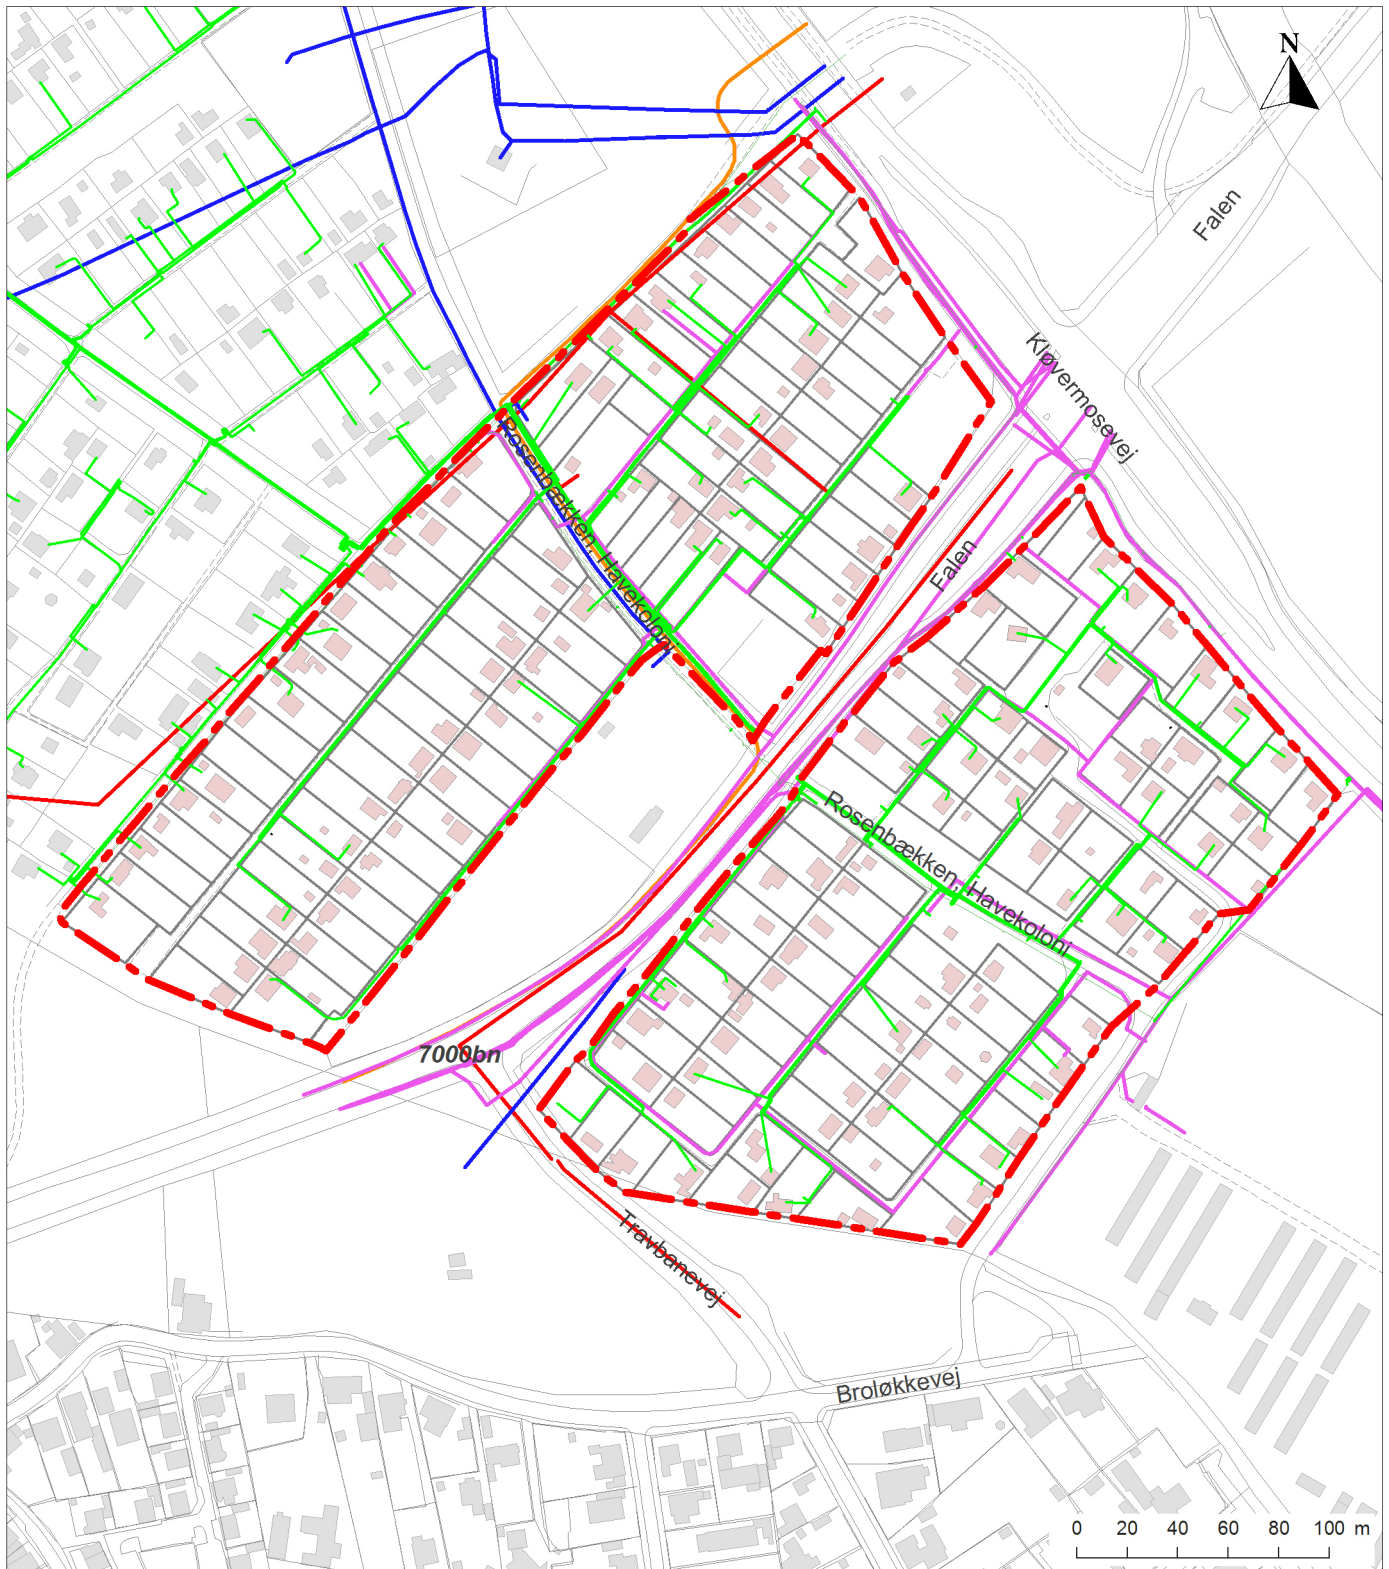 N
Falen
Kløvermosevej
Rosenbækken, Havekoloni
Falen
Rosenbækken, Havekoloni
7000bn
Travbanevej
Broløkkevej
0 20 40 60 80 100 m